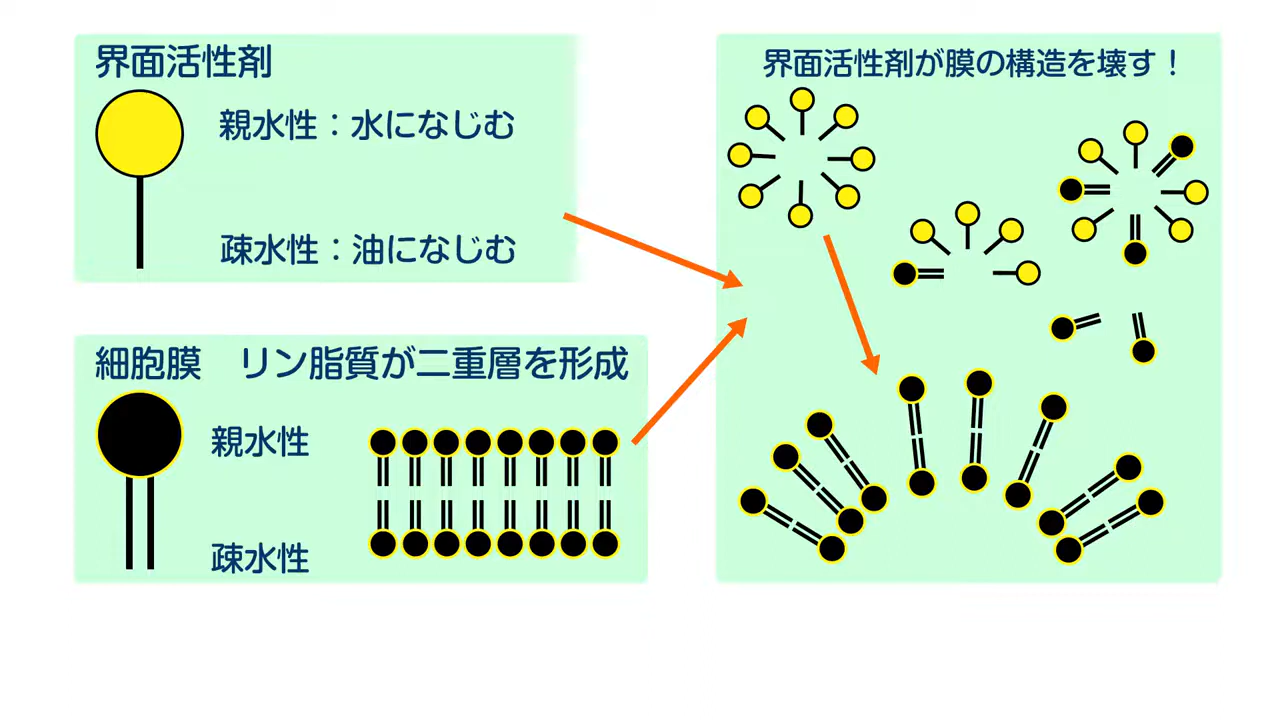 界面活性剤
親水性：水になじむ
疎水性：油になじむ
細胞膜　リン脂質が二重層を形成
親水性
疎水性
界面活性剤が膜の構造を壊す！